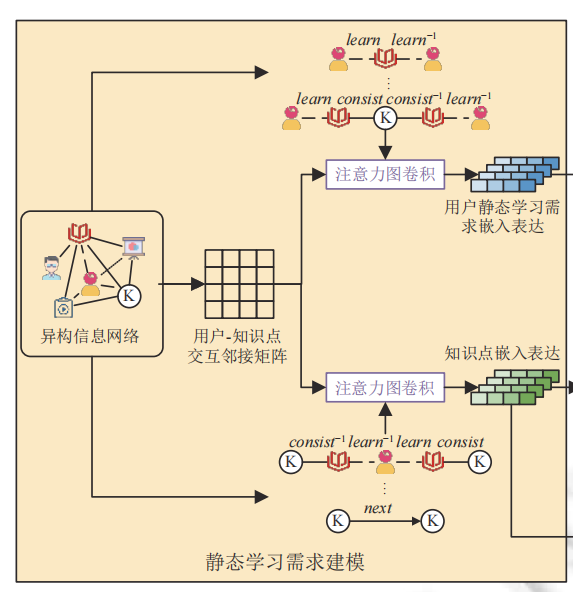 learn learn⁻¹
learn consist consist⁻¹ learn⁻¹
K
注意力图卷积
用户静态学习需
求嵌入表达
K
异构信息网络
用户-知识点
交互邻接矩阵
知识点嵌入表达
注意力图卷积
consist⁻¹ learn⁻¹ learn consist
K K
next
K K
静态学习需求建模